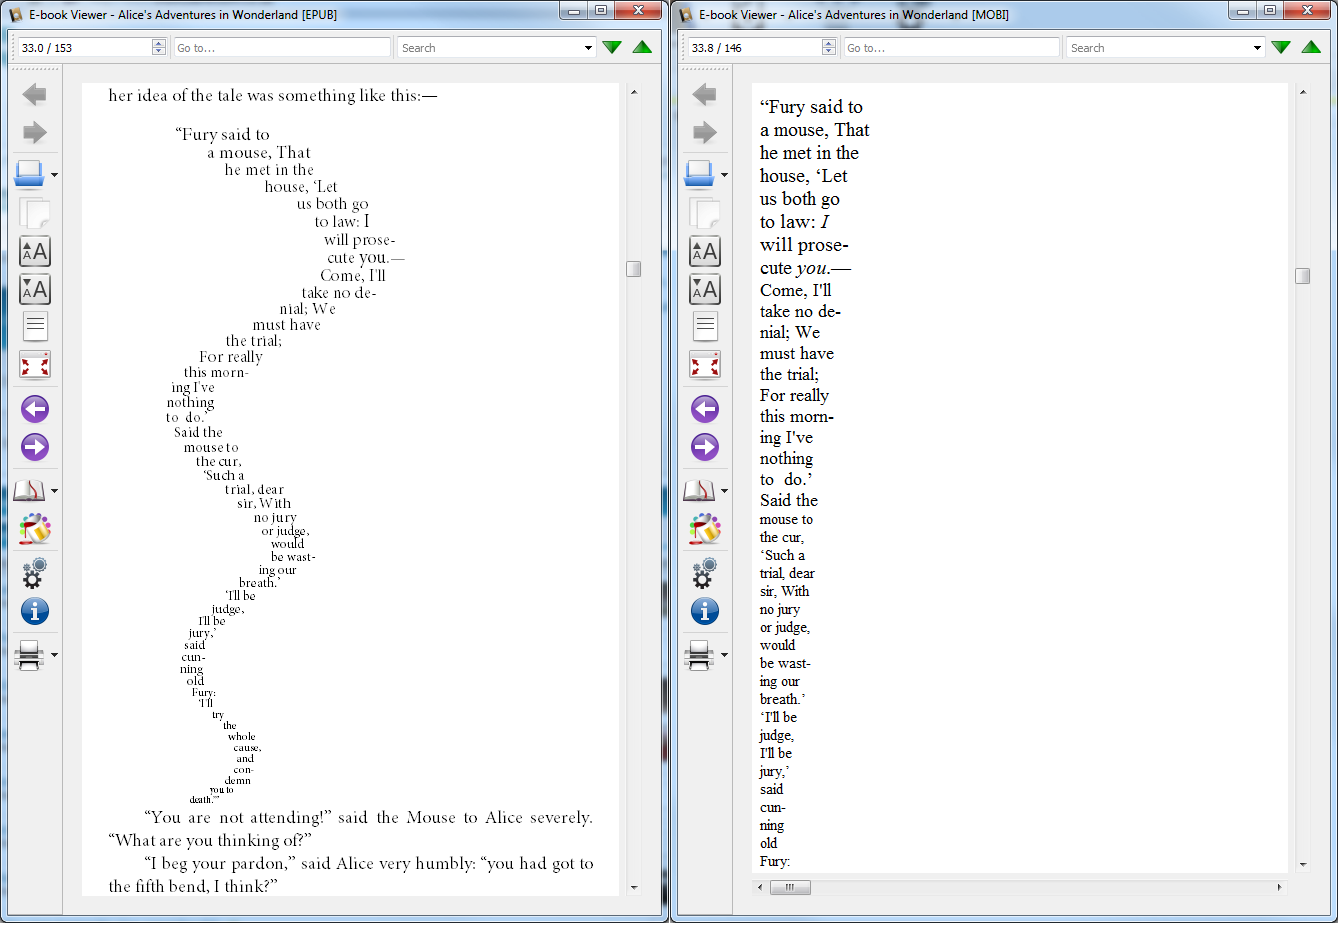 E-book Viewer - Alice's Adventures in Wonderland [EPUB]
33.0 / 153
Go to...
Search
her idea of the tale was something like this:—
“Fury said to
a mouse, That
he met in the
house, ‘Let
us both go
to law: I
will prose-
cute you.—
Come, I'll
take no de-
nial; We
must have
the trial;
For really
this morn-
ing I've
nothing
to do.’
Said the
mouse to
the cur,
‘Such a
trial, dear
sir, With
no jury
or judge,
would
be wast-
ing our
breath.’
‘I'll be
judge,
I'll be
jury,’
said
cun-
ning
old
Fury:
‘I'll
try
the
whole
cause,
and
con-
demn
you to
death.’”
“You are not attending!” said the Mouse to Alice severely.
“What are you thinking of?”
“I beg your pardon,” said Alice very humbly: “you had got to
the fifth bend, I think?”
E-book Viewer - Alice's Adventures in Wonderland [MOBI]
33.8 / 146
Go to...
Search
“Fury said to
a mouse, That
he met in the
house, ‘Let
us both go
to law: I
will prose-
cute you.—
Come, I'll
take no de-
nial; We
must have
the trial;
For really
this morn-
ing I've
nothing
to do.’
Said the
mouse to
the cur,
‘Such a
trial, dear
sir, With
no jury
or judge,
would
be wast-
ing our
breath.’
‘I'll be
judge,
I'll be
jury,’
said
cun-
ning
old
Fury: